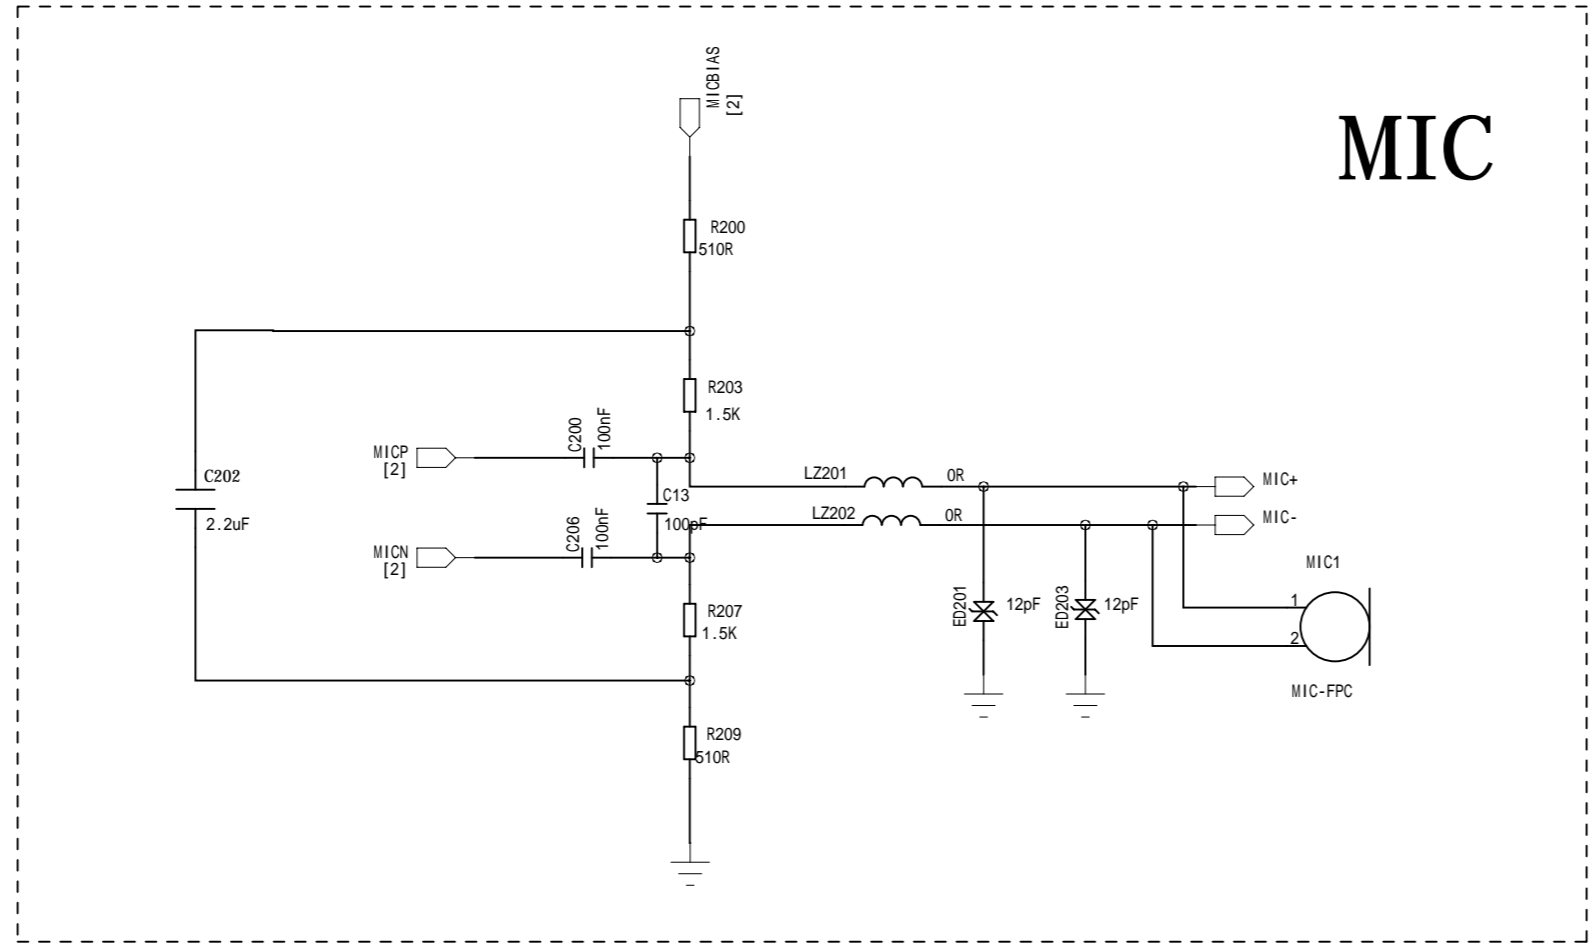 MICBIAS
[2]
MIC
R200
510R
R203
1.5K
C200
100nF
MICP
[2]
LZ201
0R
MIC+
C202
2.2uF
C13
100pF
LZ202
0R
MIC-
C206
100nF
MICN
[2]
MIC1
ED201
12pF
ED203
12pF
1
2
R207
1.5K
MIC-FPC
R209
510R